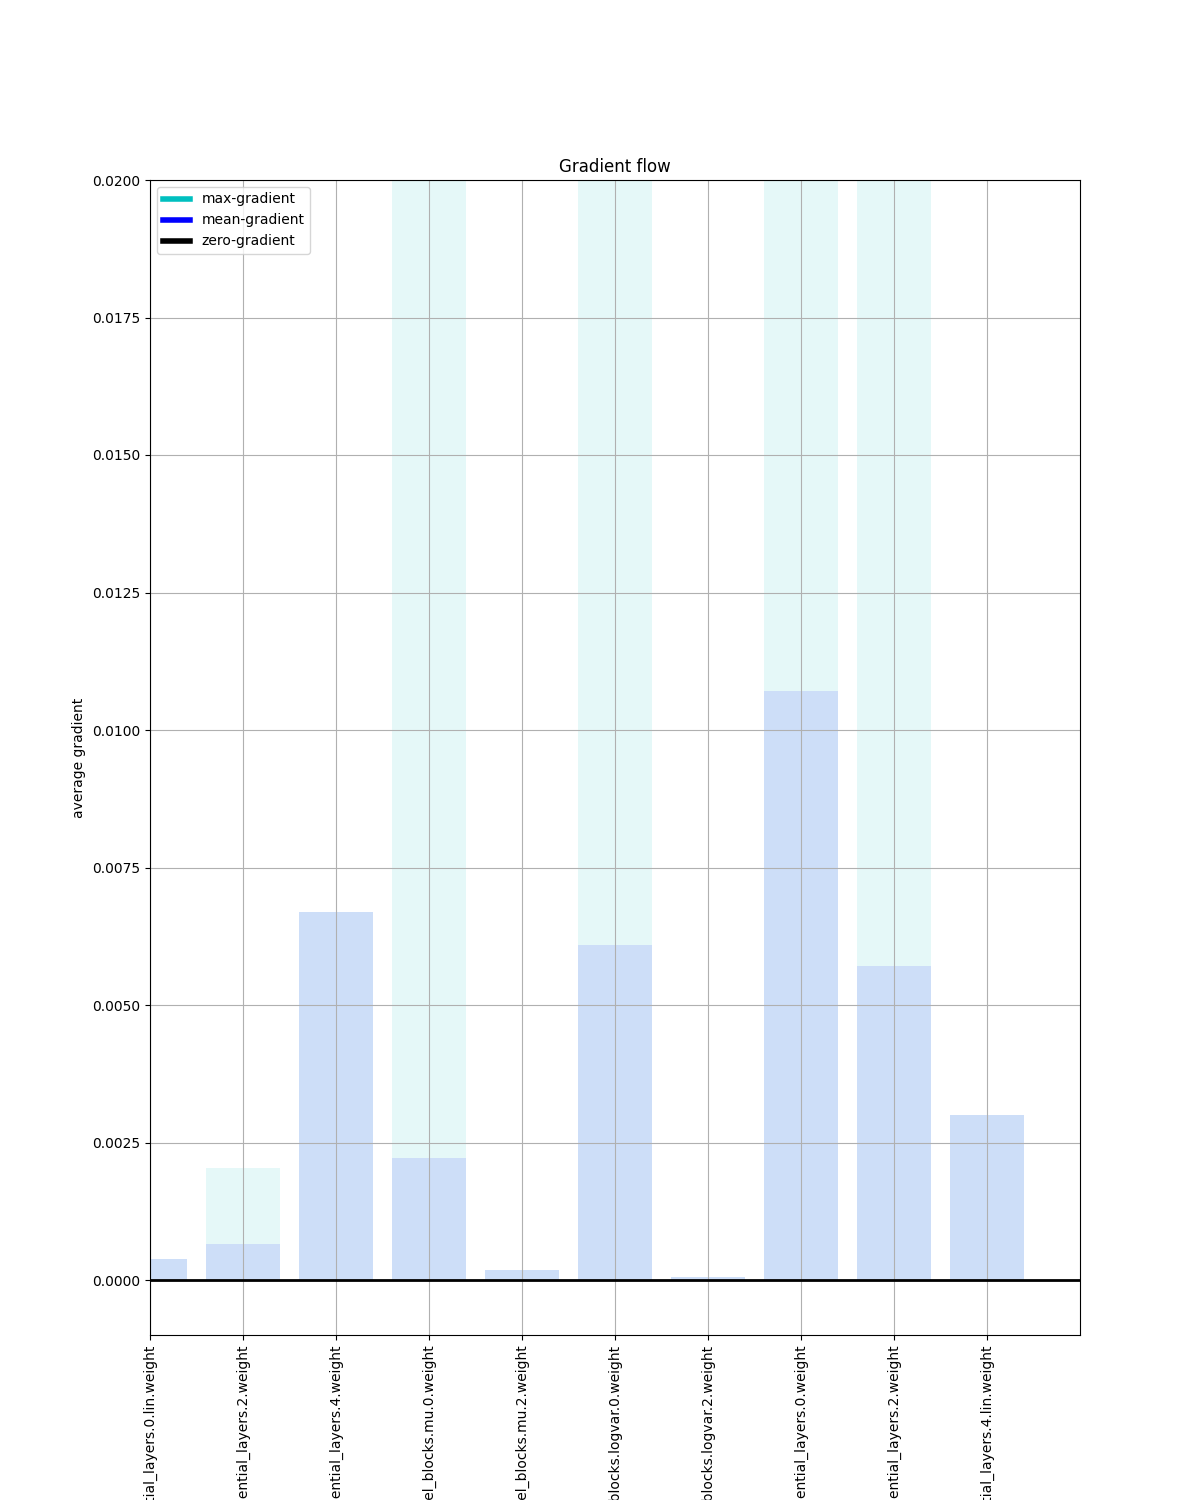 Gradient flow
max-gradient
mean-gradient
zero-gradient
0.0200
0.0175
0.0150
0.0125
0.0100
0.0075
0.0050
0.0025
0.0000
average gradient
tial_layers.0.lin.weight
ential_layers.2.weight
ential_layers.4.weight
el_blocks.mu.0.weight
el_blocks.mu.2.weight
blocks.logvar.0.weight
blocks.logvar.2.weight
ential_layers.0.weight
ential_layers.2.weight
tial_layers.4.lin.weight